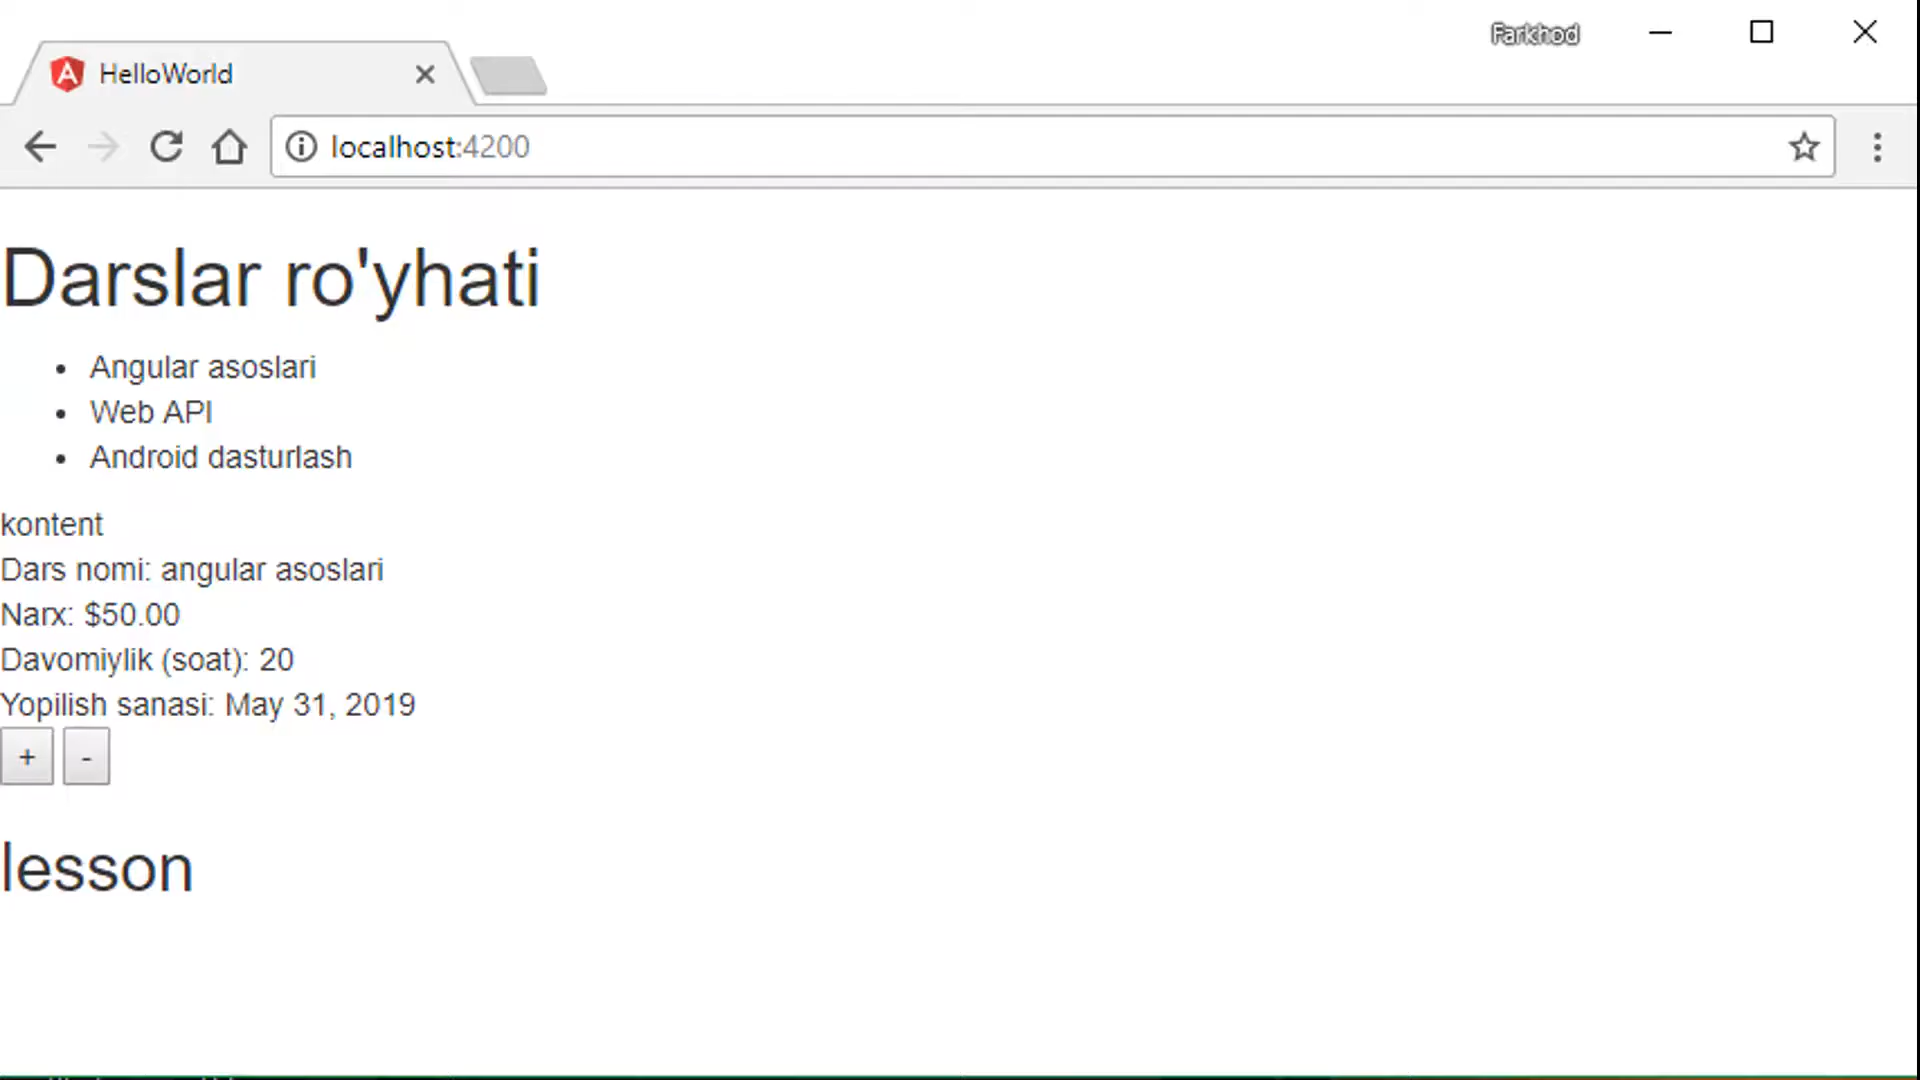 Farkhod
HelloWorld
localhost:4200
Darslar ro'yhati
Angular asoslari
Web API
Android dasturlash
kontent
Dars nomi: angular asoslari
Narx: $50.00
Davomiylik (soat): 20
Yopilish sanasi: May 31, 2019
+ -
lesson